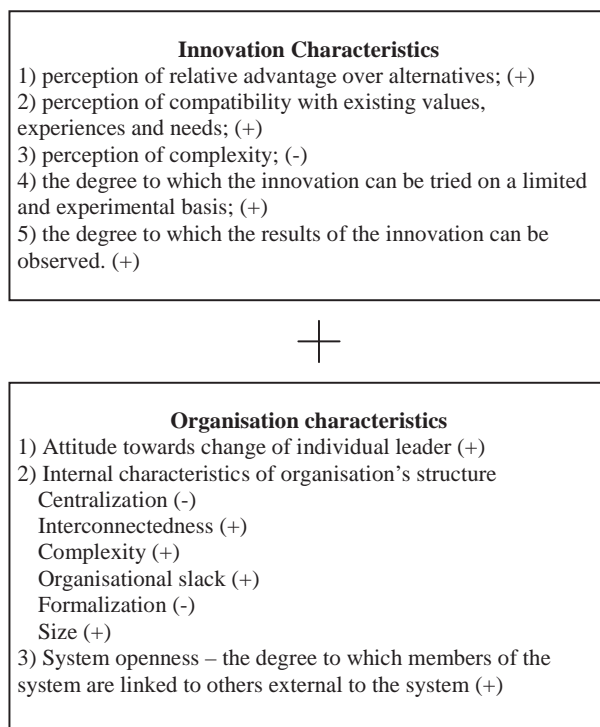 Innovation Characteristics
1) perception of relative advantage over alternatives; (+)
2) perception of compatibility with existing values,
experiences and needs; (+)
3) perception of complexity; (-)
4) the degree to which the innovation can be tried on a limited
and experimental basis; (+)
5) the degree to which the results of the innovation can be
observed. (+)
+
Organisation characteristics
1) Attitude towards change of individual leader (+)
2) Internal characteristics of organisation’s structure
Centralization (-)
Interconnectedness (+)
Complexity (+)
Organisational slack (+)
Formalization (-)
Size (+)
3) System openness – the degree to which members of the
system are linked to others external to the system (+)